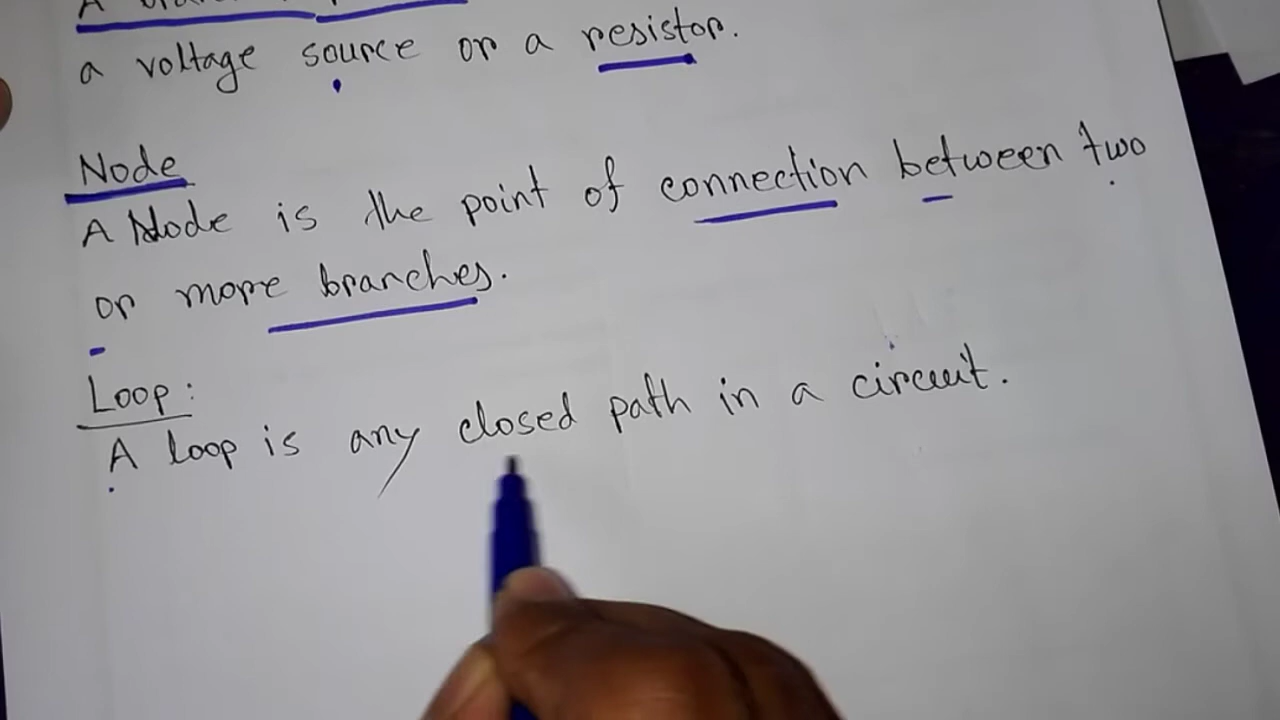 A
a voltage source or a resistor.
Node
A Node is the point of connection between two
or more branches.
Loop:
A loop is any closed path in a circuit.